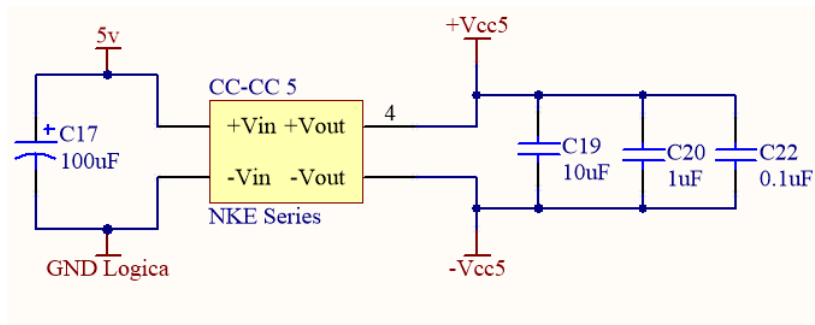 5v
+Vcc5
CC-CC 5
+ C17
100uF
+Vin +Vout
4
-Vin -Vout
NKE Series
C19
10uF
C20
1uF
C22
0.1uF
GND Logica
-Vcc5